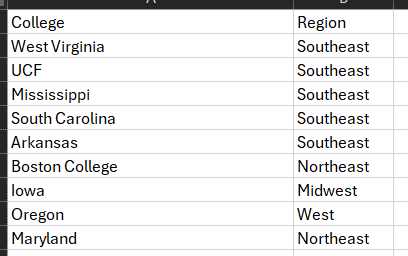 College Region
West Virginia Southeast
UCF Southeast
Mississippi Southeast
South Carolina Southeast
Arkansas Southeast
Boston College Northeast
Iowa Midwest
Oregon West
Maryland Northeast